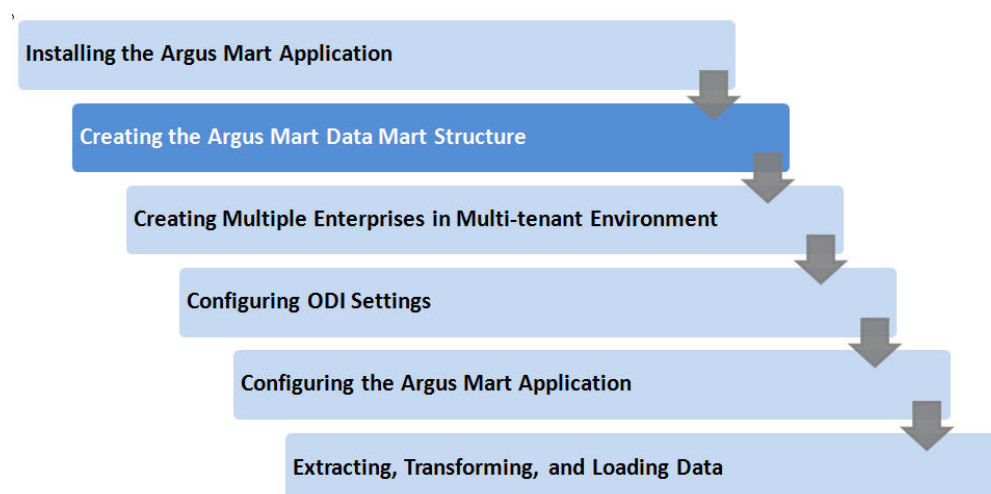 Installing the Argus Mart Application
Creating the Argus Mart Data Mart Structure
Creating Multiple Enterprises in Multi-tenant Environment
Configuring ODI Settings
Configuring the Argus Mart Application
Extracting, Transforming, and Loading Data